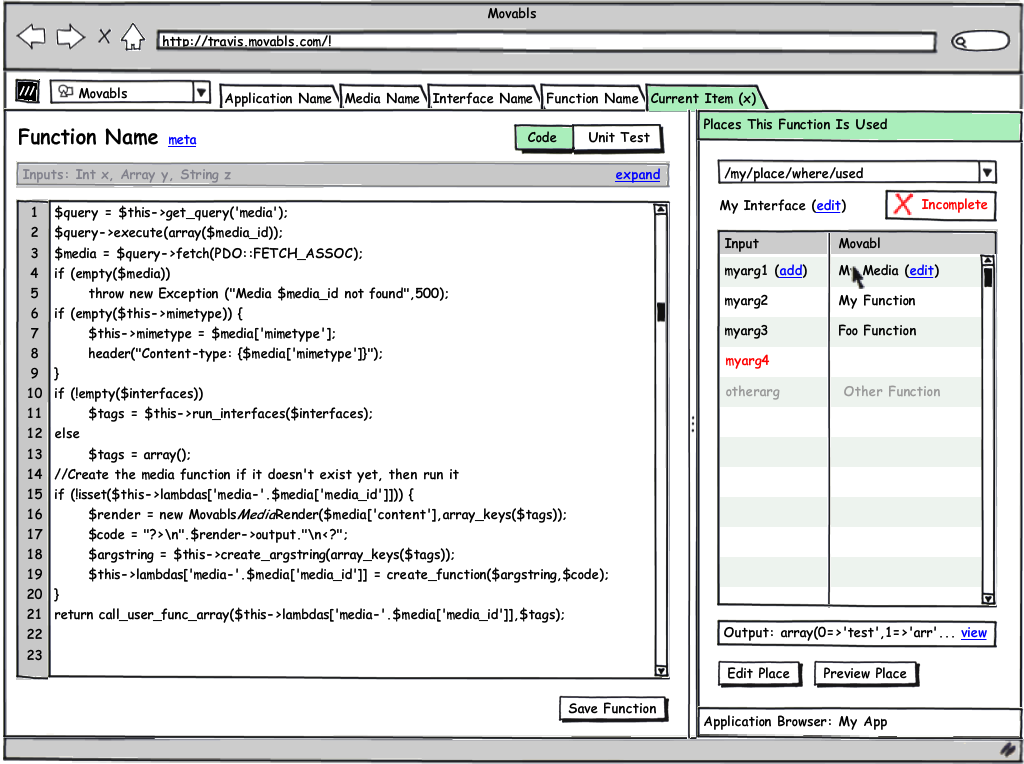 Movabls
http://travis.movabls.com/!
Movabls
Application Name
Media Name
Interface Name
Function Name
Current Item (x)
Function Name meta
Code
Unit Test
Inputs: Int x, Array y, String z
expand
1 $query = $this->get_query('media');
2 $query->execute(array($media_id));
3 $media = $query->fetch(PDO::FETCH_ASSOC);
4 if (empty($media))
5 throw new Exception ("Media $media_id not found",500);
6 if (empty($this->mimetype)) {
7 $this->mimetype = $media['mimetype'];
8 header("Content-type: {$media['mimetype']}");
9 }
10 if (!empty($interfaces))
11 $tags = $this->run_interfaces($interfaces);
12 else
13 $tags = array();
14 //Create the media function if it doesn't exist yet, then run it
15 if (!isset($this->lambdas['media-'.$media['media_id']])) {
16 $render = new MovablsMediaRender($media['content'],array_keys($tags));
17 $code = "?>\n".$render->output."\n<?";
18 $argstring = $this->create_argstring(array_keys($tags));
19 $this->lambdas['media-'.$media['media_id']] = create_function($argstring,$code);
20 }
21 return call_user_func_array($this->lambdas['media-'.$media['media_id']],$tags);
22
23
Save Function
Places This Function Is Used
/my/place/where/used
My Interface (edit)
Incomplete
Input Movabl
myarg1 (add) My Media (edit)
myarg2 My Function
myarg3 Foo Function
myarg4
otherarg Other Function
Output: array(0=>'test',1=>'arr'... view
Edit Place
Preview Place
Application Browser: My App